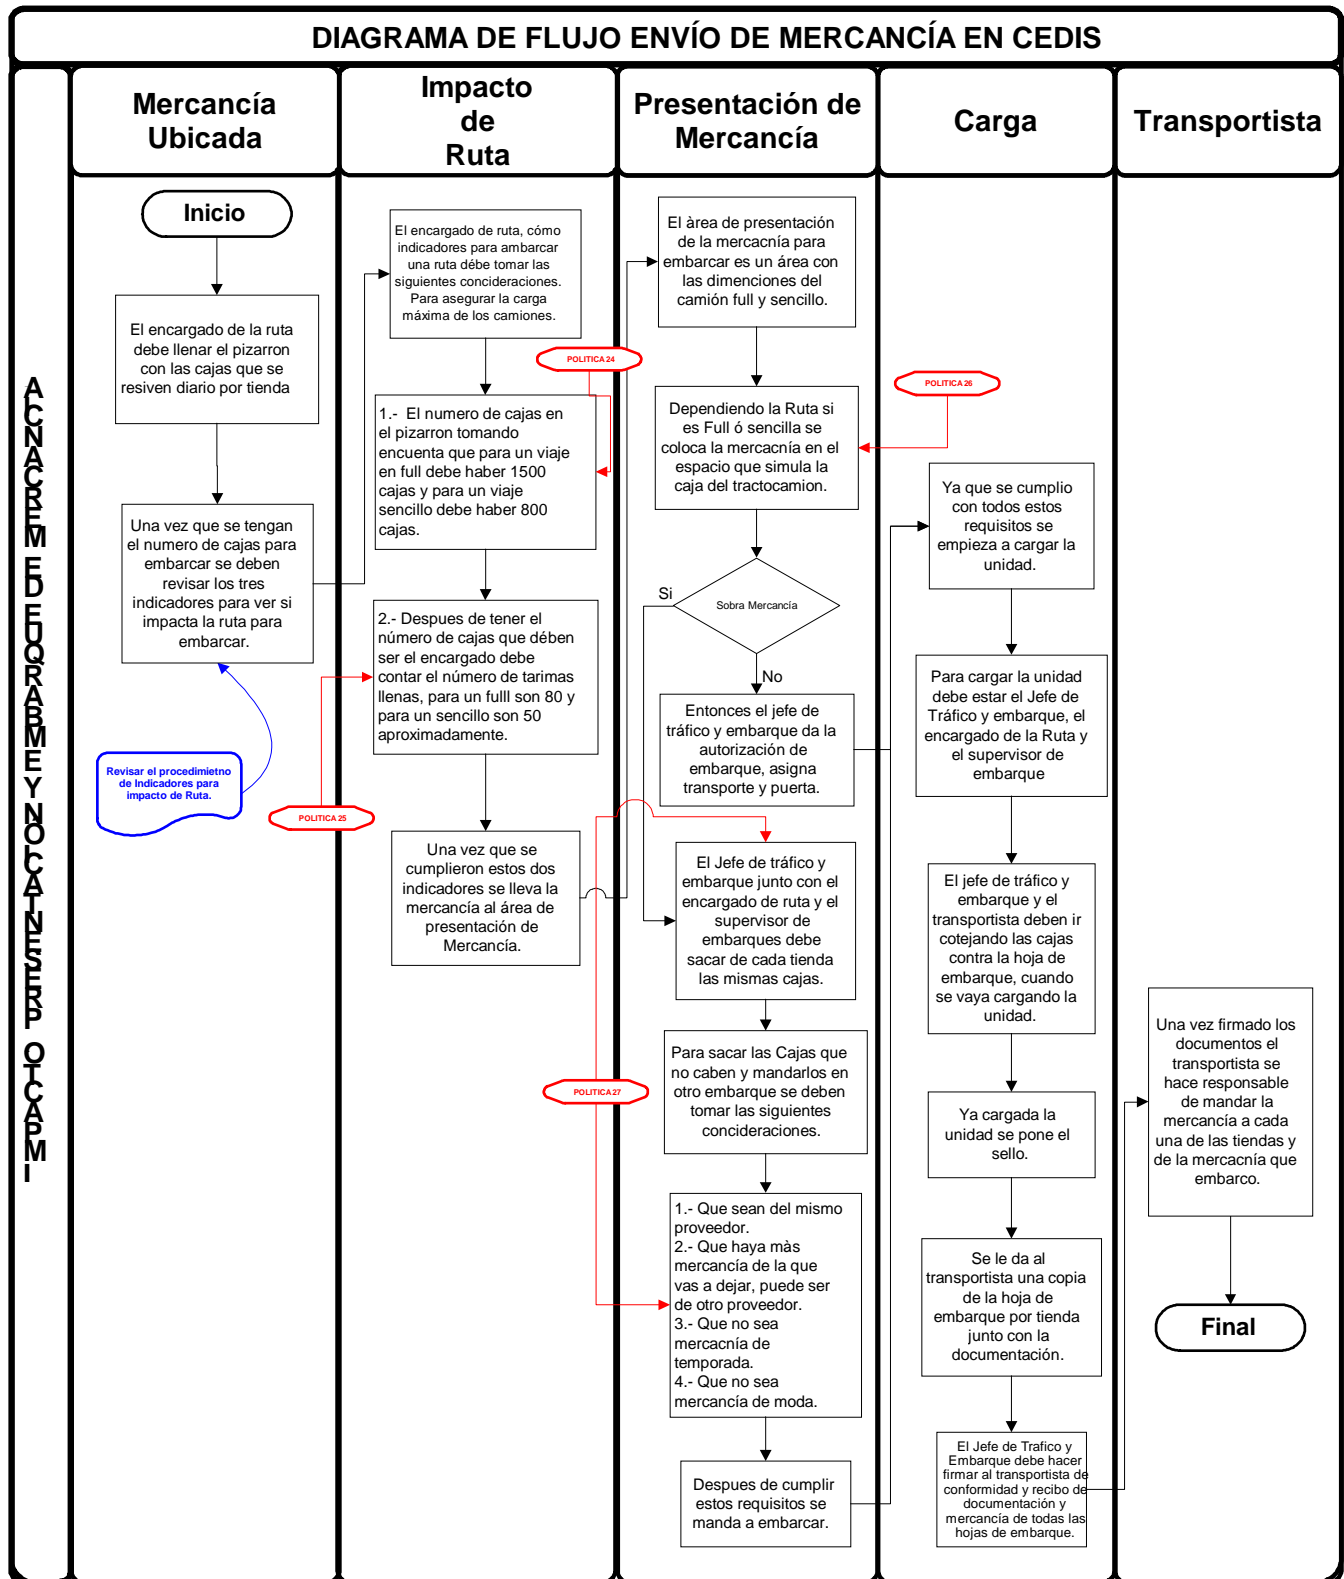 DIAGRAMA DE FLUJO ENVÍO DE MERCANCÍA EN CEDIS
IMPACTO PRESENTACION Y EMBARQUE DE MERCANCA
Mercancía
Ubicada
Inicio
El encargado de la ruta
debe llenar el pizarron
con las cajas que se
resiven diario por tienda
Una vez que se tengan
el numero de cajas para
embarcar se deben
revisar los tres
indicadores para ver si
impacta la ruta para
embarcar.
Revisar el procedimietno
de Indicadores para
impacto de Ruta.
Impacto
de
Ruta
El encargado de ruta, cómo
indicadores para ambarcar
una ruta débe tomar las
siguientes concideraciones.
Para asegurar la carga
máxima de los camiones.
POLITICA 24
1.-  El numero de cajas en
el pizarron tomando
encuenta que para un viaje
en full debe haber 1500
cajas y para un viaje
sencillo debe haber 800
cajas.
2.- Despues de tener el
número de cajas que dében
ser el encargado debe
contar el número de tarimas
llenas, para un fulll son 80 y
para un sencillo son 50
aproximadamente.
POLITICA 25
Una vez que se
cumplieron estos dos
indicadores se lleva la
mercancía al área de
presentación de
Mercancía.
Presentación de
Mercancía
El àrea de presentación
de la mercacnía para
embarcar es un área con
las dimenciones del
camión full y sencillo.
POLITICA 26
Dependiendo la Ruta si
es Full ó sencilla se
coloca la mercacnía en el
espacio que simula la
caja del tractocamion.
Si
Sobra Mercancía
No
Entonces el jefe de
tráfico y embarque da la
autorización de
embarque, asigna
transporte y puerta.
El Jefe de tráfico y
embarque junto con el
encargado de ruta y el
supervisor de
embarques debe
sacar de cada tienda
las mismas cajas.
POLITICA 27
Para sacar las Cajas que
no caben y mandarlos en
otro embarque se deben
tomar las siguientes
concideraciones.
1.- Que sean del mismo
proveedor.
2.- Que haya màs
mercancía de la que
vas a dejar, puede ser
de otro proveedor.
3.- Que no sea
mercacnía de
temporada.
4.- Que no sea
mercancía de moda.
Despues de cumplir
estos requisitos se
manda a embarcar.
Carga
Ya que se cumplio
con todos estos
requisitos se
empieza a cargar la
unidad.
Para cargar la unidad
debe estar el Jefe de
Tráfico y embarque, el
encargado de la Ruta y
el supervisor de
embarque
El jefe de tráfico y
embarque y el
transportista deben ir
cotejando las cajas
contra la hoja de
embarque, cuando
se vaya cargando la
unidad.
Ya cargada la
unidad se pone el
sello.
Se le da al
transportista una copia
de la hoja de
embarque por tienda
junto con la
documentación.
El Jefe de Trafico y
Embarque debe hacer
firmar al transportista de
conformidad y recibo de
documentación y
mercancía de todas las
hojas de embarque.
Transportista
Una vez firmado los
documentos el
transportista se
hace responsable
de mandar la
mercancía a cada
una de las tiendas y
de la mercacnía que
embarco.
Final